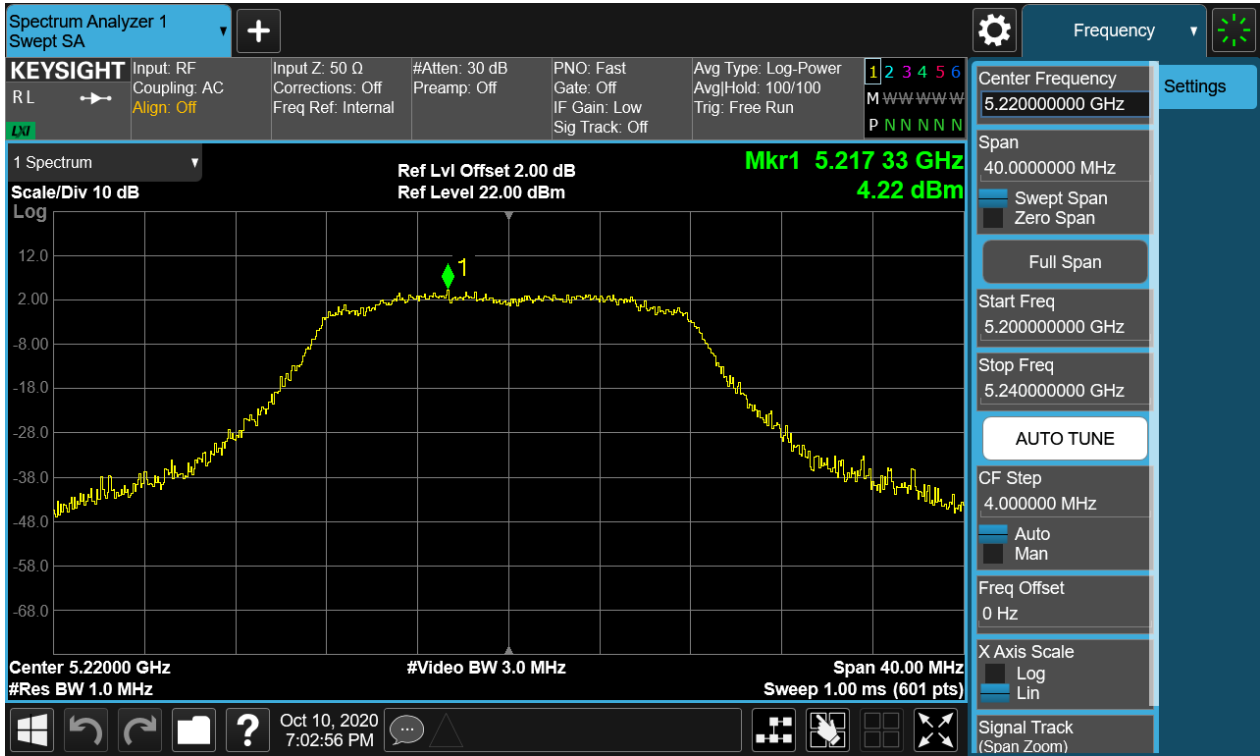 Spectrum Analyzer 1
Swept SA
+
Frequency
KEYSIGHT
R L
LXI
Input: RF
Coupling: AC
Align: Off
Input Z: 50 Ω
Corrections: Off
Freq Ref: Internal
#Atten: 30 dB
Preamp: Off
PNO: Fast
Gate: Off
IF Gain: Low
Sig Track: Off
Avg Type: Log-Power
Avg|Hold: 100/100
Trig: Free Run
1 2 3 4 5 6
M W W W W W
P N N N N N
1 Spectrum
Scale/Div 10 dB
Ref Lvl Offset 2.00 dB
Ref Level 22.00 dBm
Mkr1 5.217 33 GHz
4.22 dBm
Log
1
12.0
2.00
-8.00
-18.0
-28.0
-38.0
-48.0
-58.0
-68.0
Center 5.22000 GHz
#Video BW 3.0 MHz
Span 40.00 MHz
#Res BW 1.0 MHz
Sweep 1.00 ms (601 pts)
Center Frequency
5.220000000 GHz
Settings
Span
40.0000000 MHz
Swept Span
Zero Span
Full Span
Start Freq
5.200000000 GHz
Stop Freq
5.240000000 GHz
AUTO TUNE
CF Step
4.000000 MHz
Auto
Man
Freq Offset
0 Hz
X Axis Scale
Log
Lin
Signal Track
(Span Zoom)
?
Oct 10, 2020
7:02:56 PM